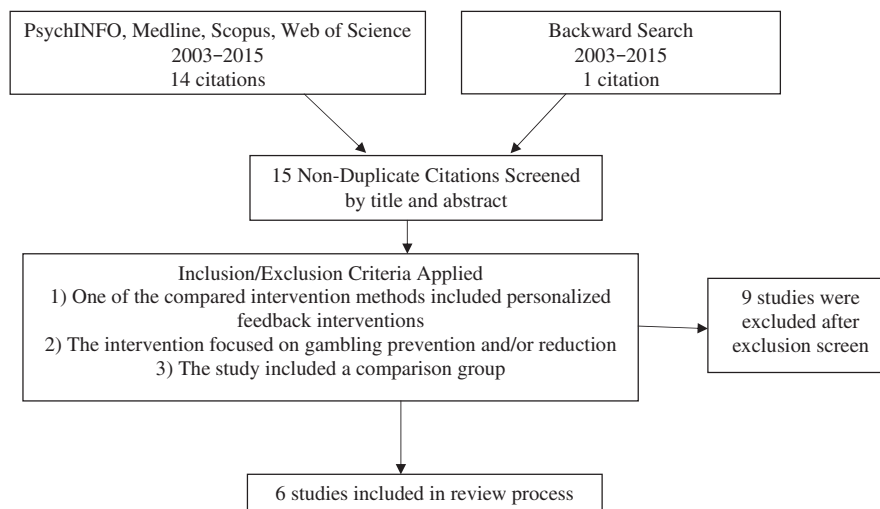 PsychINFO, Medline, Scopus, Web of Science
2003–2015
14 citations
Backward Search
2003–2015
1 citation
15 Non-Duplicate Citations Screened
by title and abstract
Inclusion/Exclusion Criteria Applied
1) One of the compared intervention methods included personalized
feedback interventions
2) The intervention focused on gambling prevention and/or reduction
3) The study included a comparison group
9 studies were
excluded after
exclusion screen
6 studies included in review process